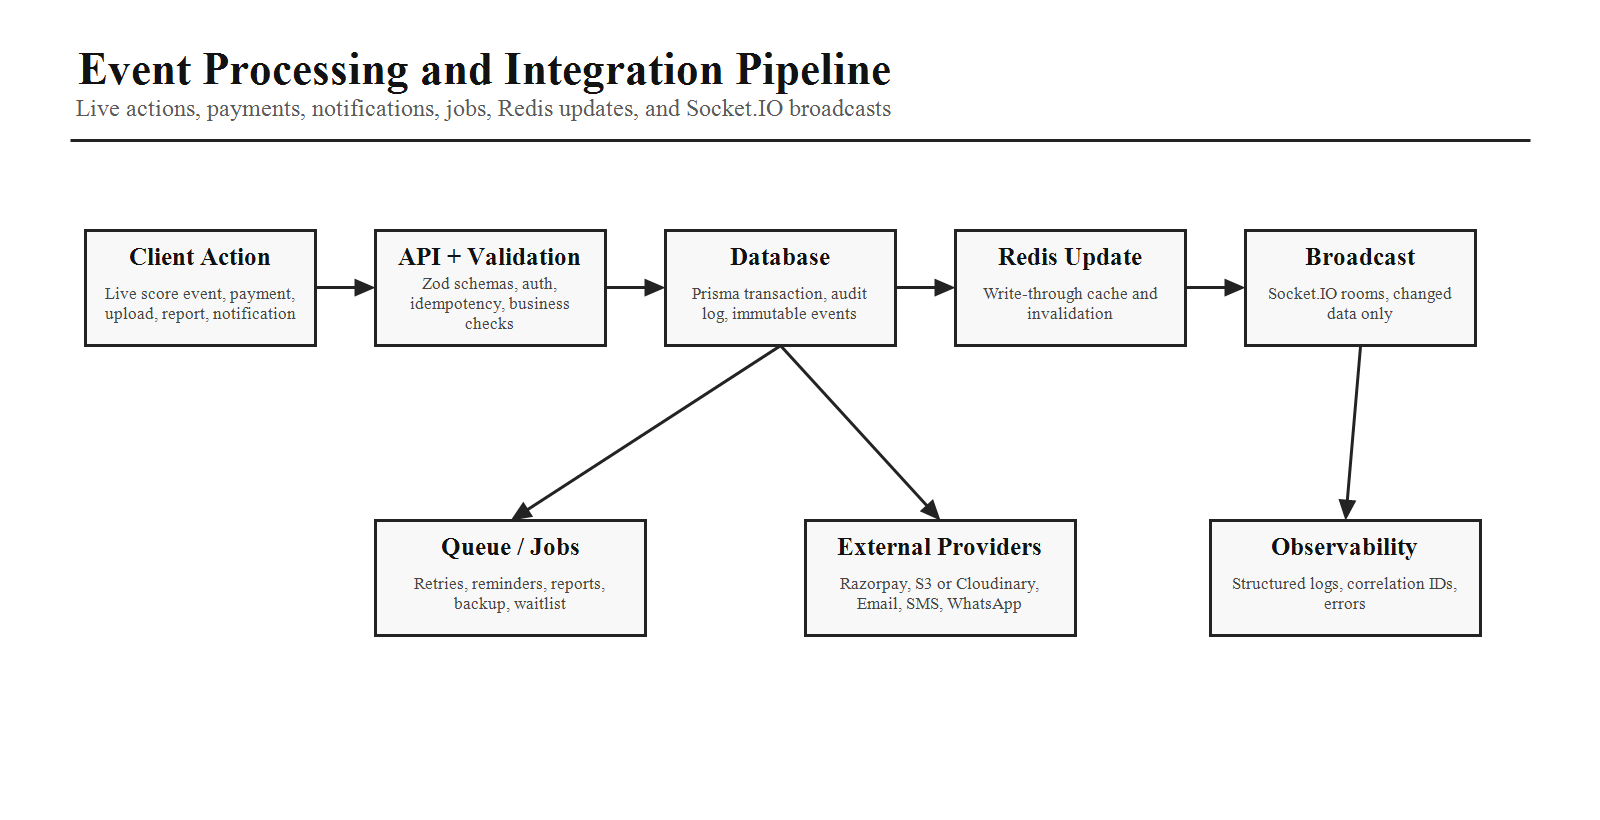 Event Processing and Integration Pipeline
Live actions, payments, notifications, jobs, Redis updates, and Socket.IO broadcasts
Client Action
Live score event, payment,
upload, report, notification
API + Validation
Zod schemas, auth,
idempotency, business
checks
Database
Prisma transaction, audit
log, immutable events
Redis Update
Write-through cache and
invalidation
Broadcast
Socket.IO rooms, changed
data only
Queue / Jobs
Retries, reminders, reports,
backup, waitlist
External Providers
Razorpay, S3 or Cloudinary,
Email, SMS, WhatsApp
Observability
Structured logs, correlation IDs,
errors